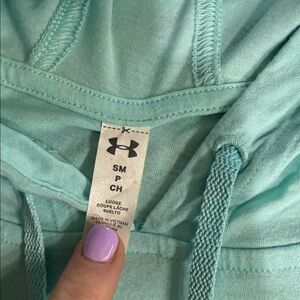 SM
P
CH
LOOSE
COUPE LÂCHE
SUELTO
MADE IN VIETNAM